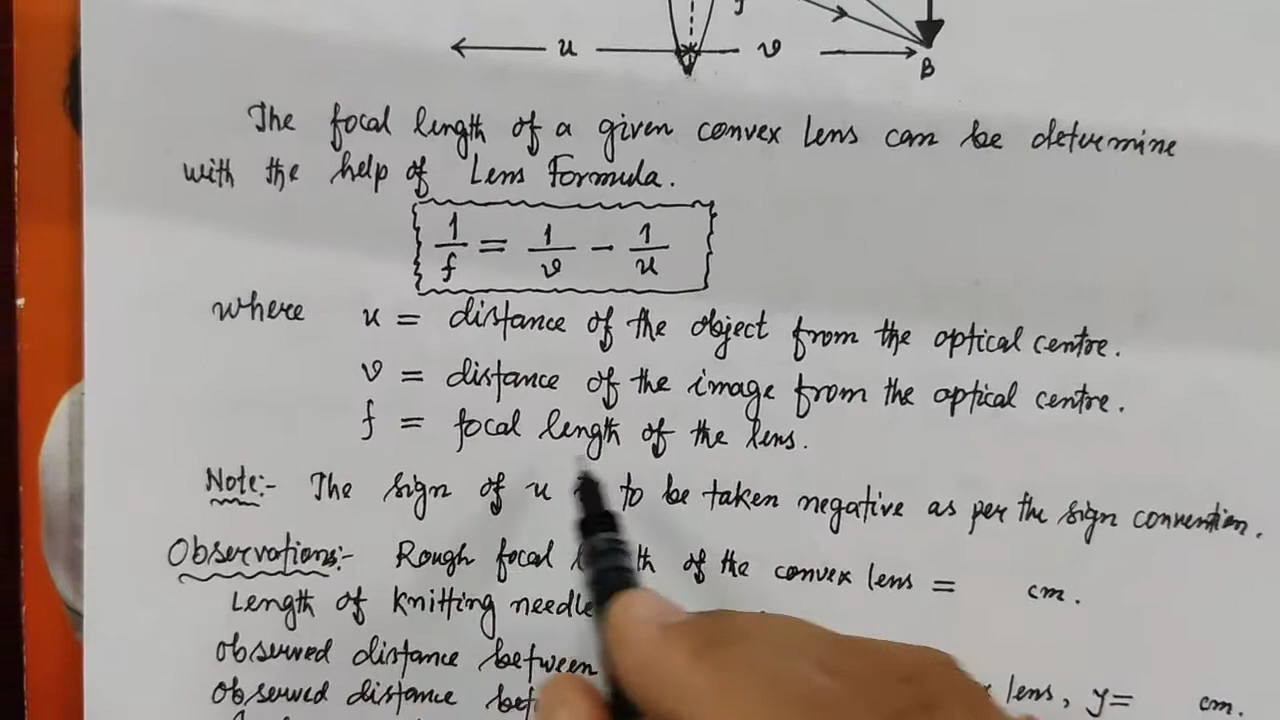 u v
B
The focal length of a given convex Lens can be determine
with the help of Lens Formula.
1/f = 1/v - 1/u
where u = distance of the object from the optical centre.
v = distance of the image from the optical centre.
f = focal length of the lens.
Note:- The sign of u to be taken negative as per the sign convention.
Observations:- Rough focal of the convex lens = cm.
Length of knitting needle
observed distance between
observed distance lens, y= cm.